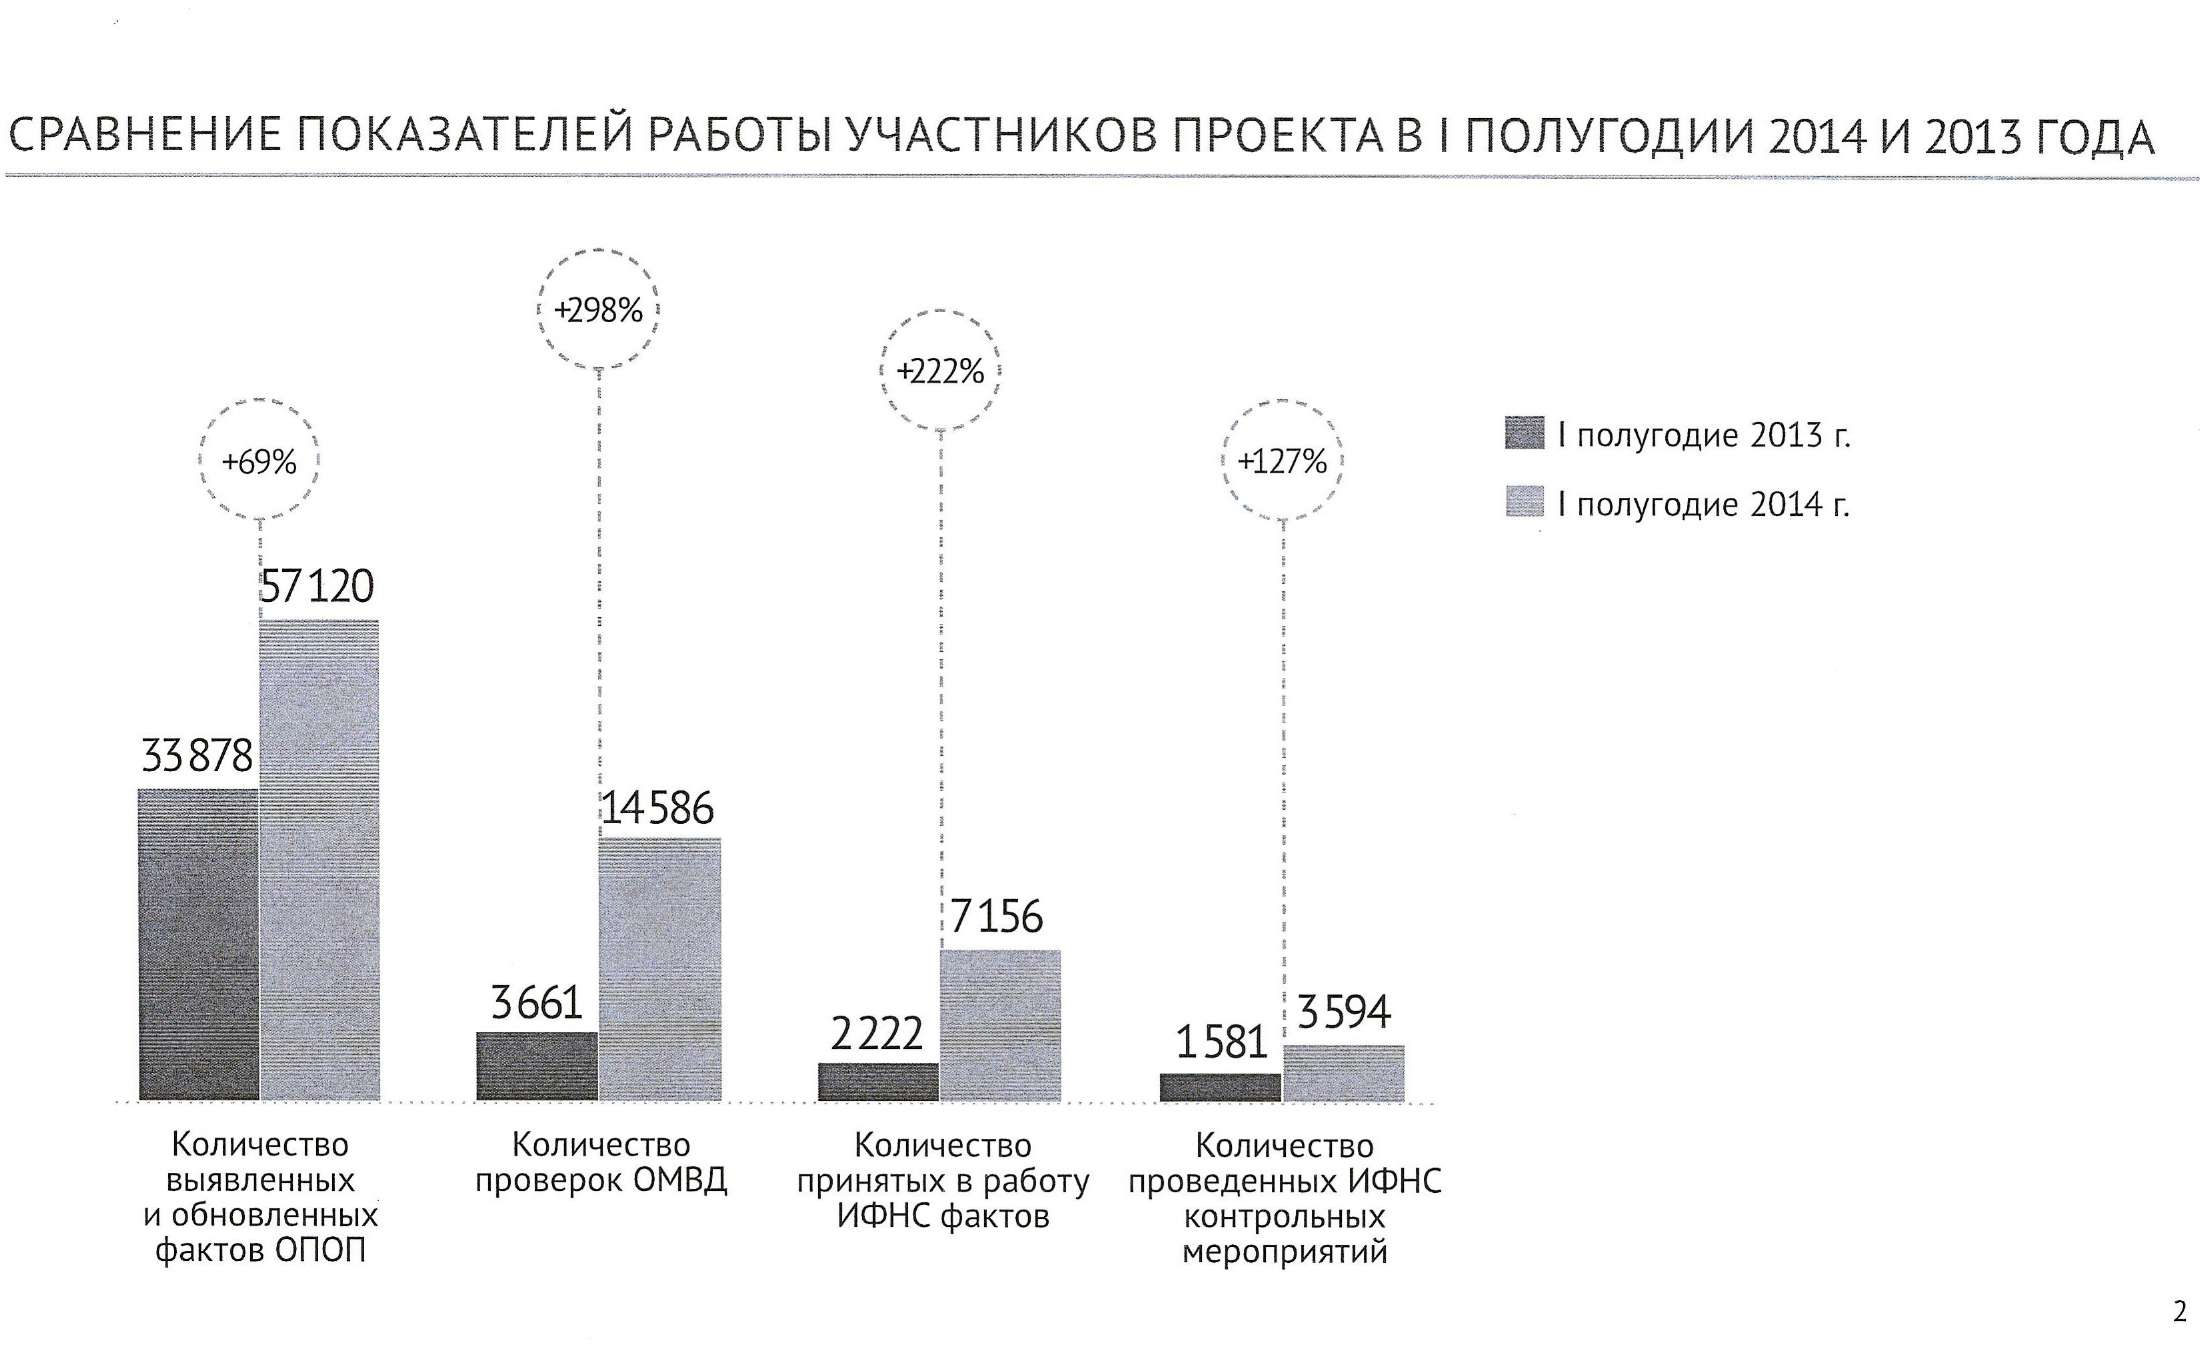 СРАВНЕНИЕ ПОКАЗАТЕЛЕЙ РАБОТЫ УЧАСТНИКОВ ПРОЕКТА В I ПОЛУГОДИИ 2014 И 2013 ГОДА
+298%
+222%
+69%
+127%
I полугодие 2013 г.
I полугодие 2014 г.
57 120
33 878
14 586
3 661
7 156
2 222
3 594
1 581
Количество
выявленных
и обновленных
фактов ОПОП
Количество
проверок ОМВД
Количество
принятых в работу
ИФНС фактов
Количество
проведенных ИФНС
контрольных
мероприятий
2